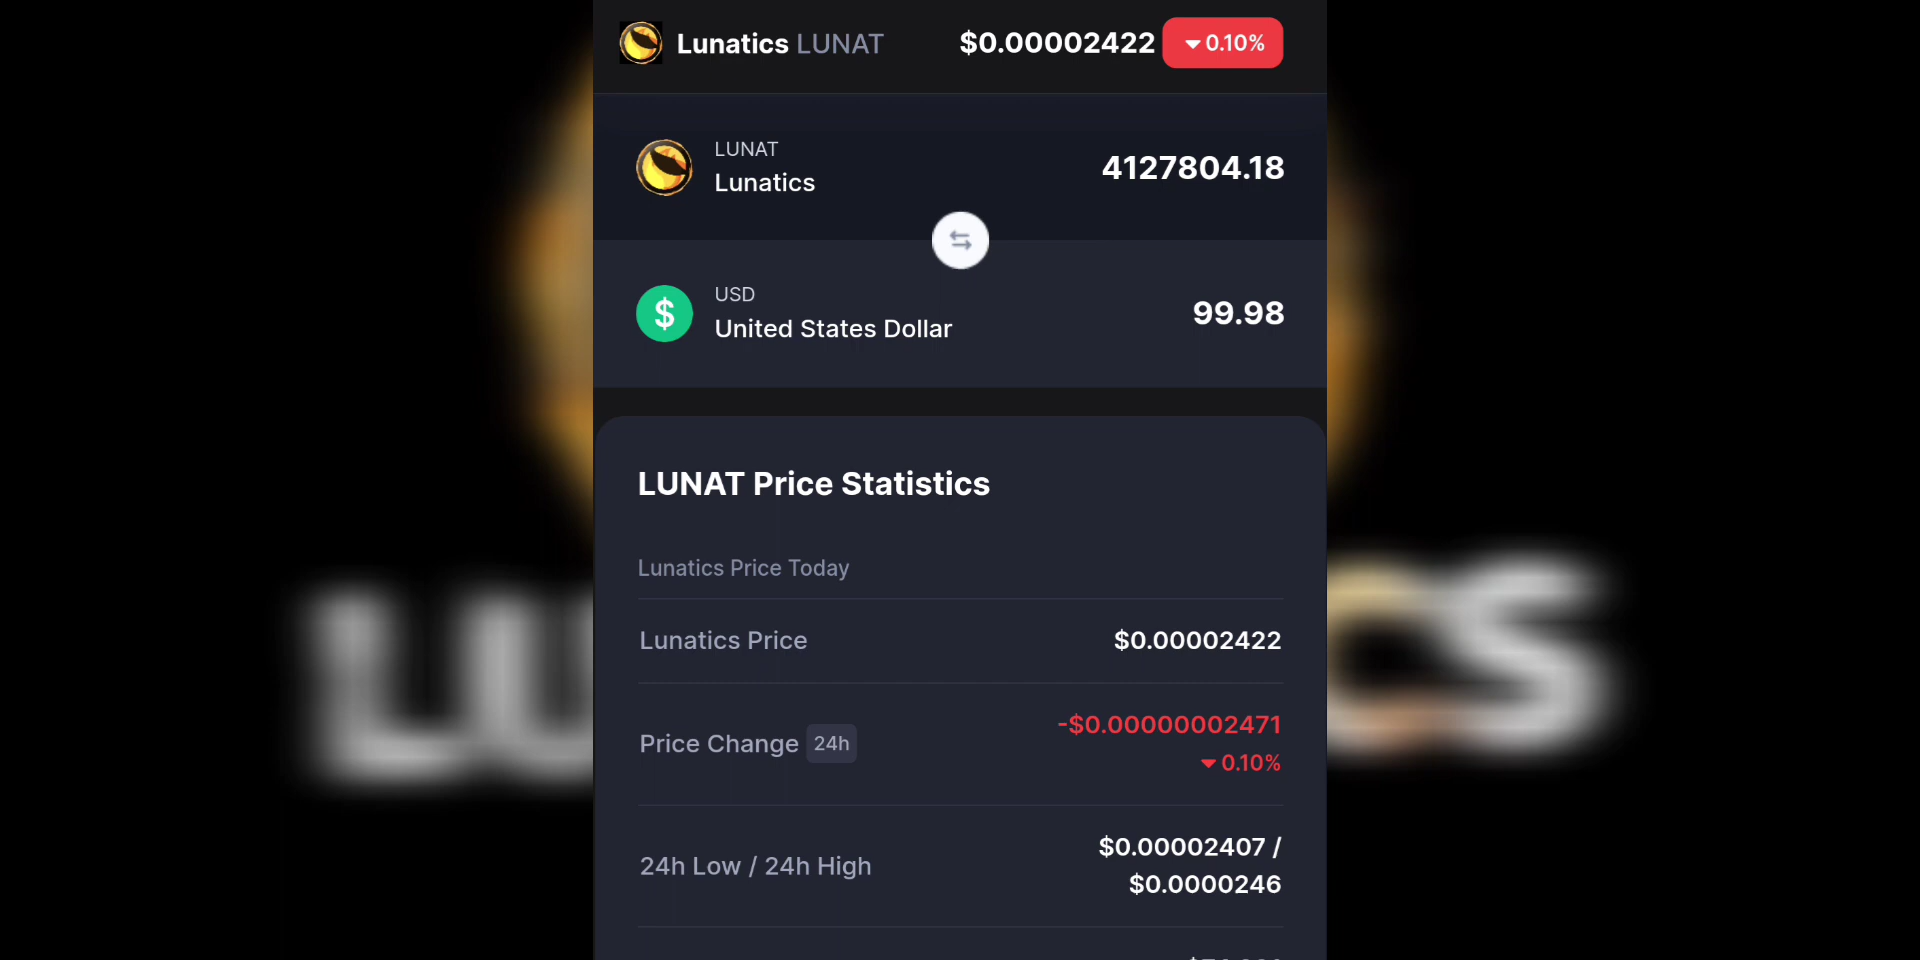 Lunatics LUNAT $0.00002422 0.10%
LUNAT
Lunatics
4127804.18
USD
United States Dollar
99.98
LUNAT Price Statistics
Lunatics Price Today
Lunatics Price $0.00002422
Price Change 24h
-$0.00000002471
0.10%
24h Low / 24h High
$0.00002407 /
$0.0000246